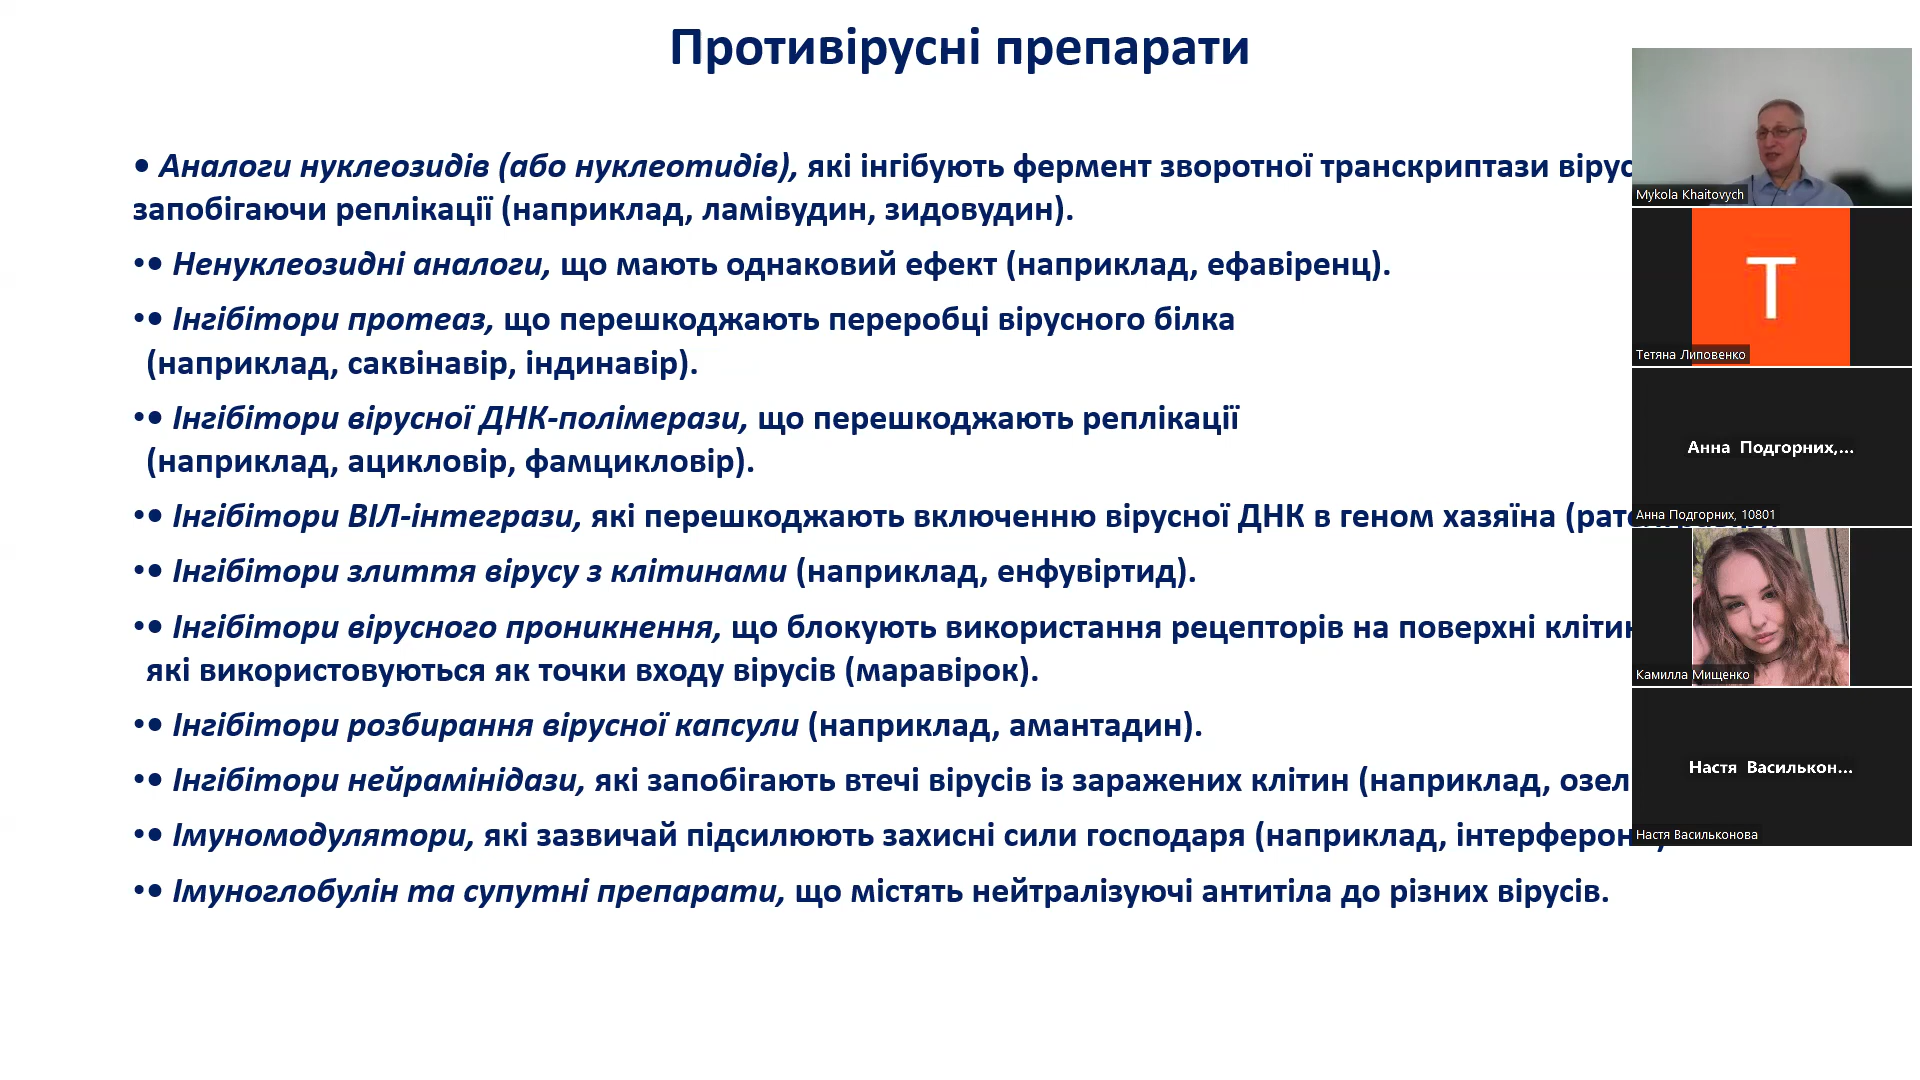 Противірусні препарати
• Аналоги нуклеозидів (або нуклеотидів), які інгібують фермент зворотної транскриптази
запобігаючи реплікації (наприклад, ламівудин, зидовудин).
•• Ненуклеозидні аналоги, що мають однаковий ефект (наприклад, ефавіренц).
•• Інгібітори протеаз, що перешкоджають переробці вірусного білка
(наприклад, саквінавір, індинавір).
•• Інгібітори вірусної ДНК-полімерази, що перешкоджають реплікації
(наприклад, ацикловір, фамцикловір).
•• Інгібітори ВІЛ-інтегрази, які перешкоджають включенню вірусної ДНК в геном хазяїна
•• Інгібітори злиття вірусу з клітинами (наприклад, енфувіртид).
•• Інгібітори вірусного проникнення, що блокують використання рецепторів на поверхні
які використовуються як точки входу вірусів (маравірок).
•• Інгібітори розбирання вірусної капсули (наприклад, амантадин).
•• Інгібітори нейрамінідази, які запобігають втечі вірусів із заражених клітин (наприклад,
•• Імуномодулятори, які зазвичай підсилюють захисні сили господаря (наприклад,
•• Імуноглобулін та супутні препарати, що містять нейтралізуючі антитіла до різних вірусів.
Mykola Khaitovych
T
Тетяна Липовенко
Анна Подгорних,...
Анна Подгорних, 10801
Камилла Мищенко
Настя Васильkон...
Настя Васильконова